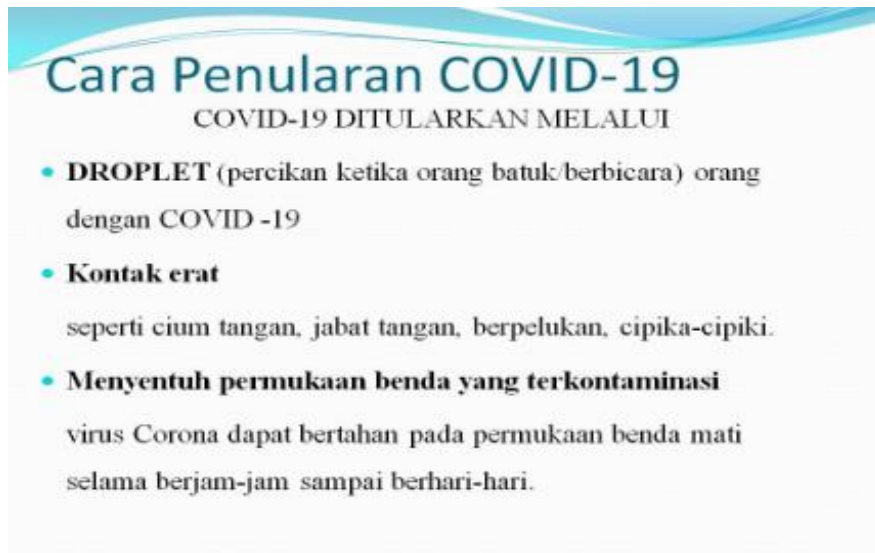 Cara Penularan COVID-19
COVID-19 DITULARKAN MELALUI
• DROPLET (percikan ketika orang batuk/berbicara) orang
dengan COVID -19
• Kontak erat
seperti cium tangan, jabat tangan, berpelukan, cipika-cipiki.
• Menyentuh permukaan benda yang terkontaminasi
virus Corona dapat bertahan pada permukaan benda mati
selama berjam-jam sampai berhari-hari.